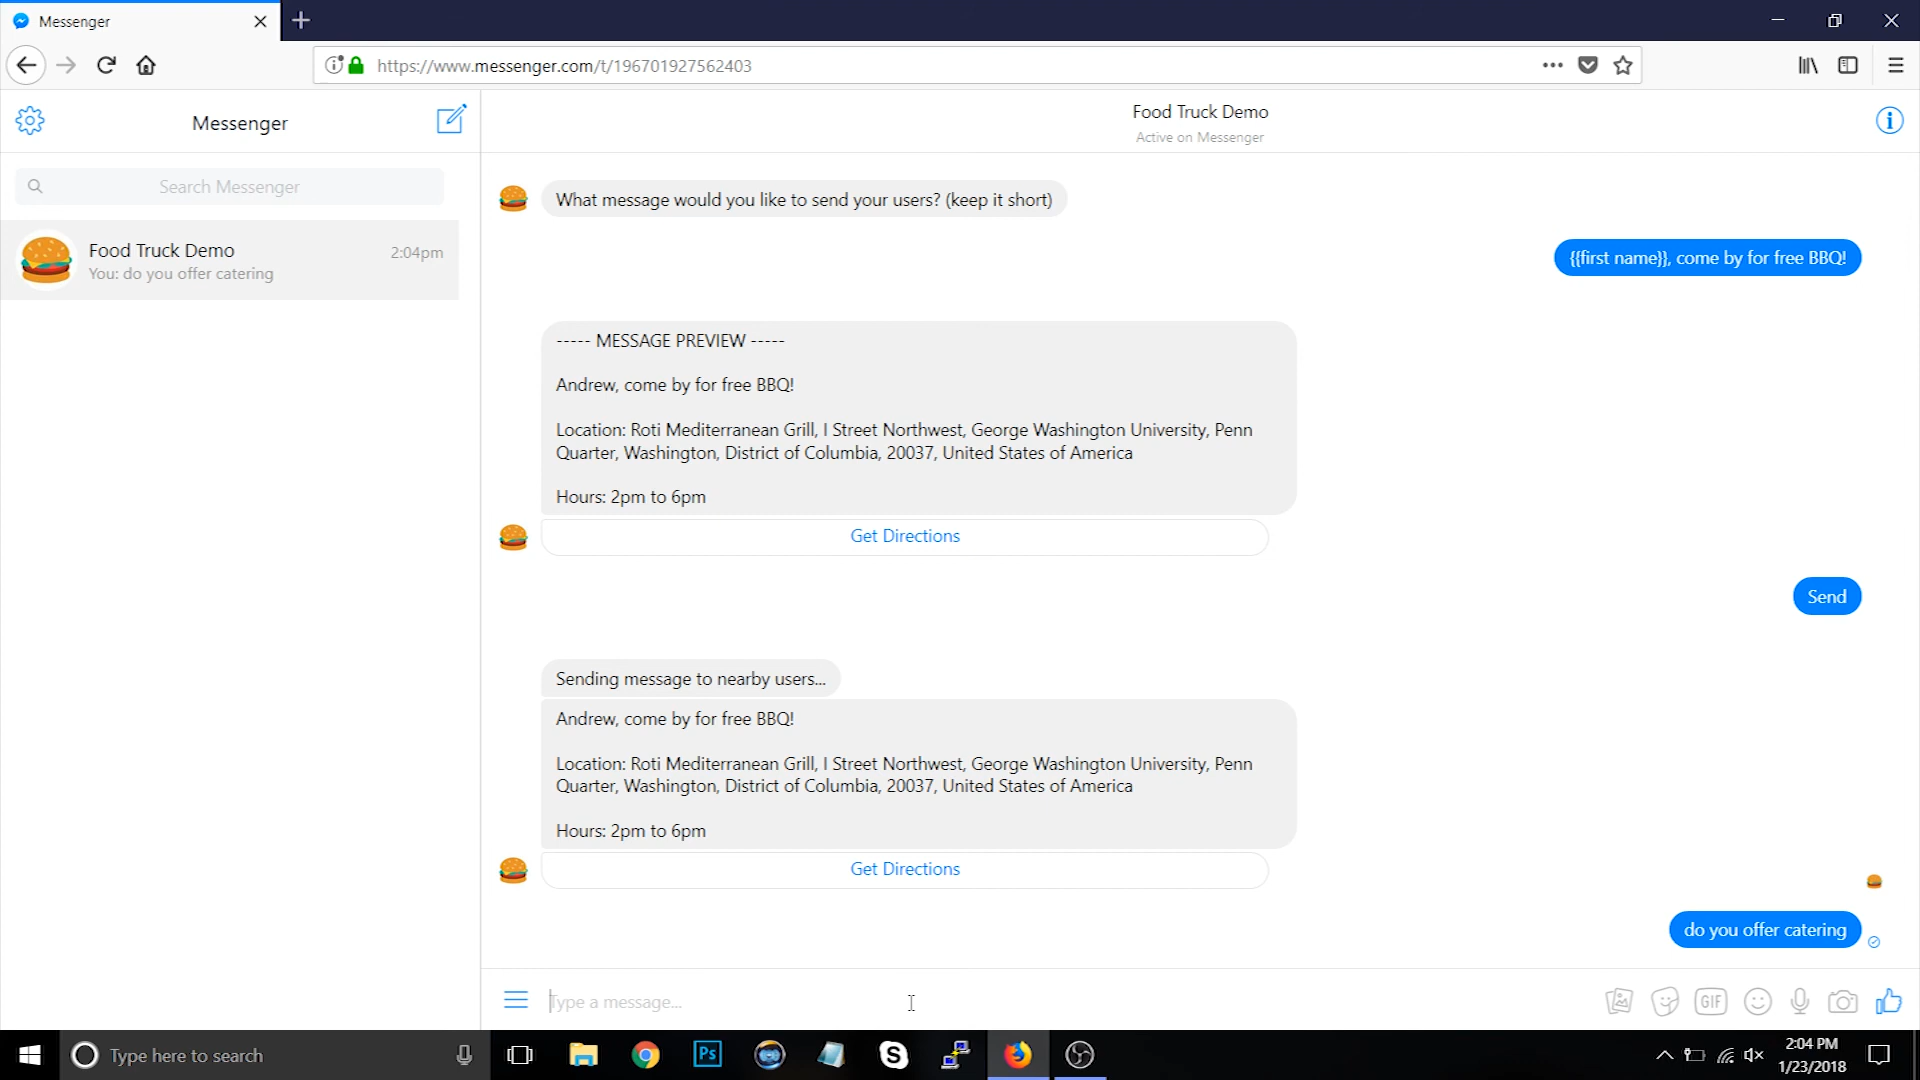 Messenger
https://www.messenger.com/t/196701927562403
Messenger
Search Messenger
Food Truck Demo
2:04pm
You: do you offer catering
Food Truck Demo
Active on Messenger
What message would you like to send your users? (keep it short)
{{first name}}, come by for free BBQ!
----- MESSAGE PREVIEW -----
Andrew, come by for free BBQ!
Location: Roti Mediterranean Grill, I Street Northwest, George Washington University, Penn
Quarter, Washington, District of Columbia, 20037, United States of America
Hours: 2pm to 6pm
Get Directions
Send
Sending message to nearby users...
Andrew, come by for free BBQ!
Location: Roti Mediterranean Grill, I Street Northwest, George Washington University, Penn
Quarter, Washington, District of Columbia, 20037, United States of America
Hours: 2pm to 6pm
Get Directions
do you offer catering
Type a message...
GIF
Type here to search
Ps
2:04 PM
1/23/2018